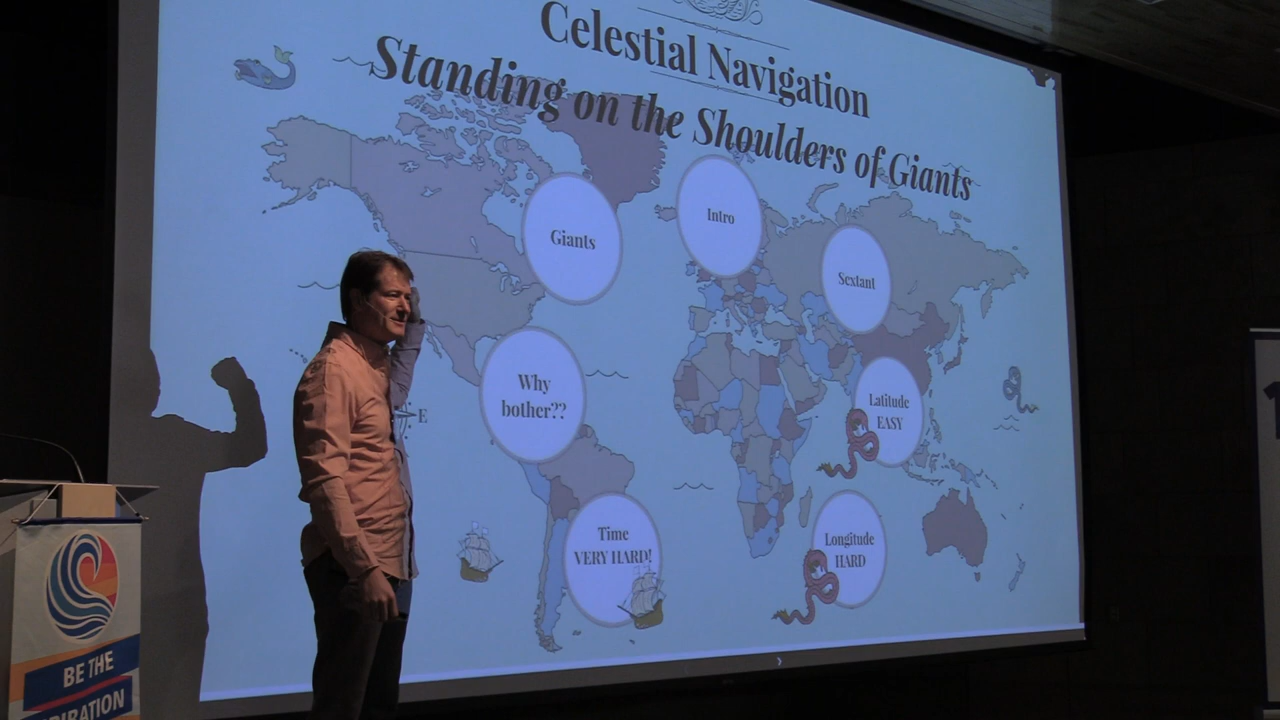 Celestial Navigation
Standing on the Shoulders of Giants
Giants
Intro
Sextant
Why
bother??
Latitude
EASY
E
Time
VERY HARD!
Longitude
HARD
BE THE